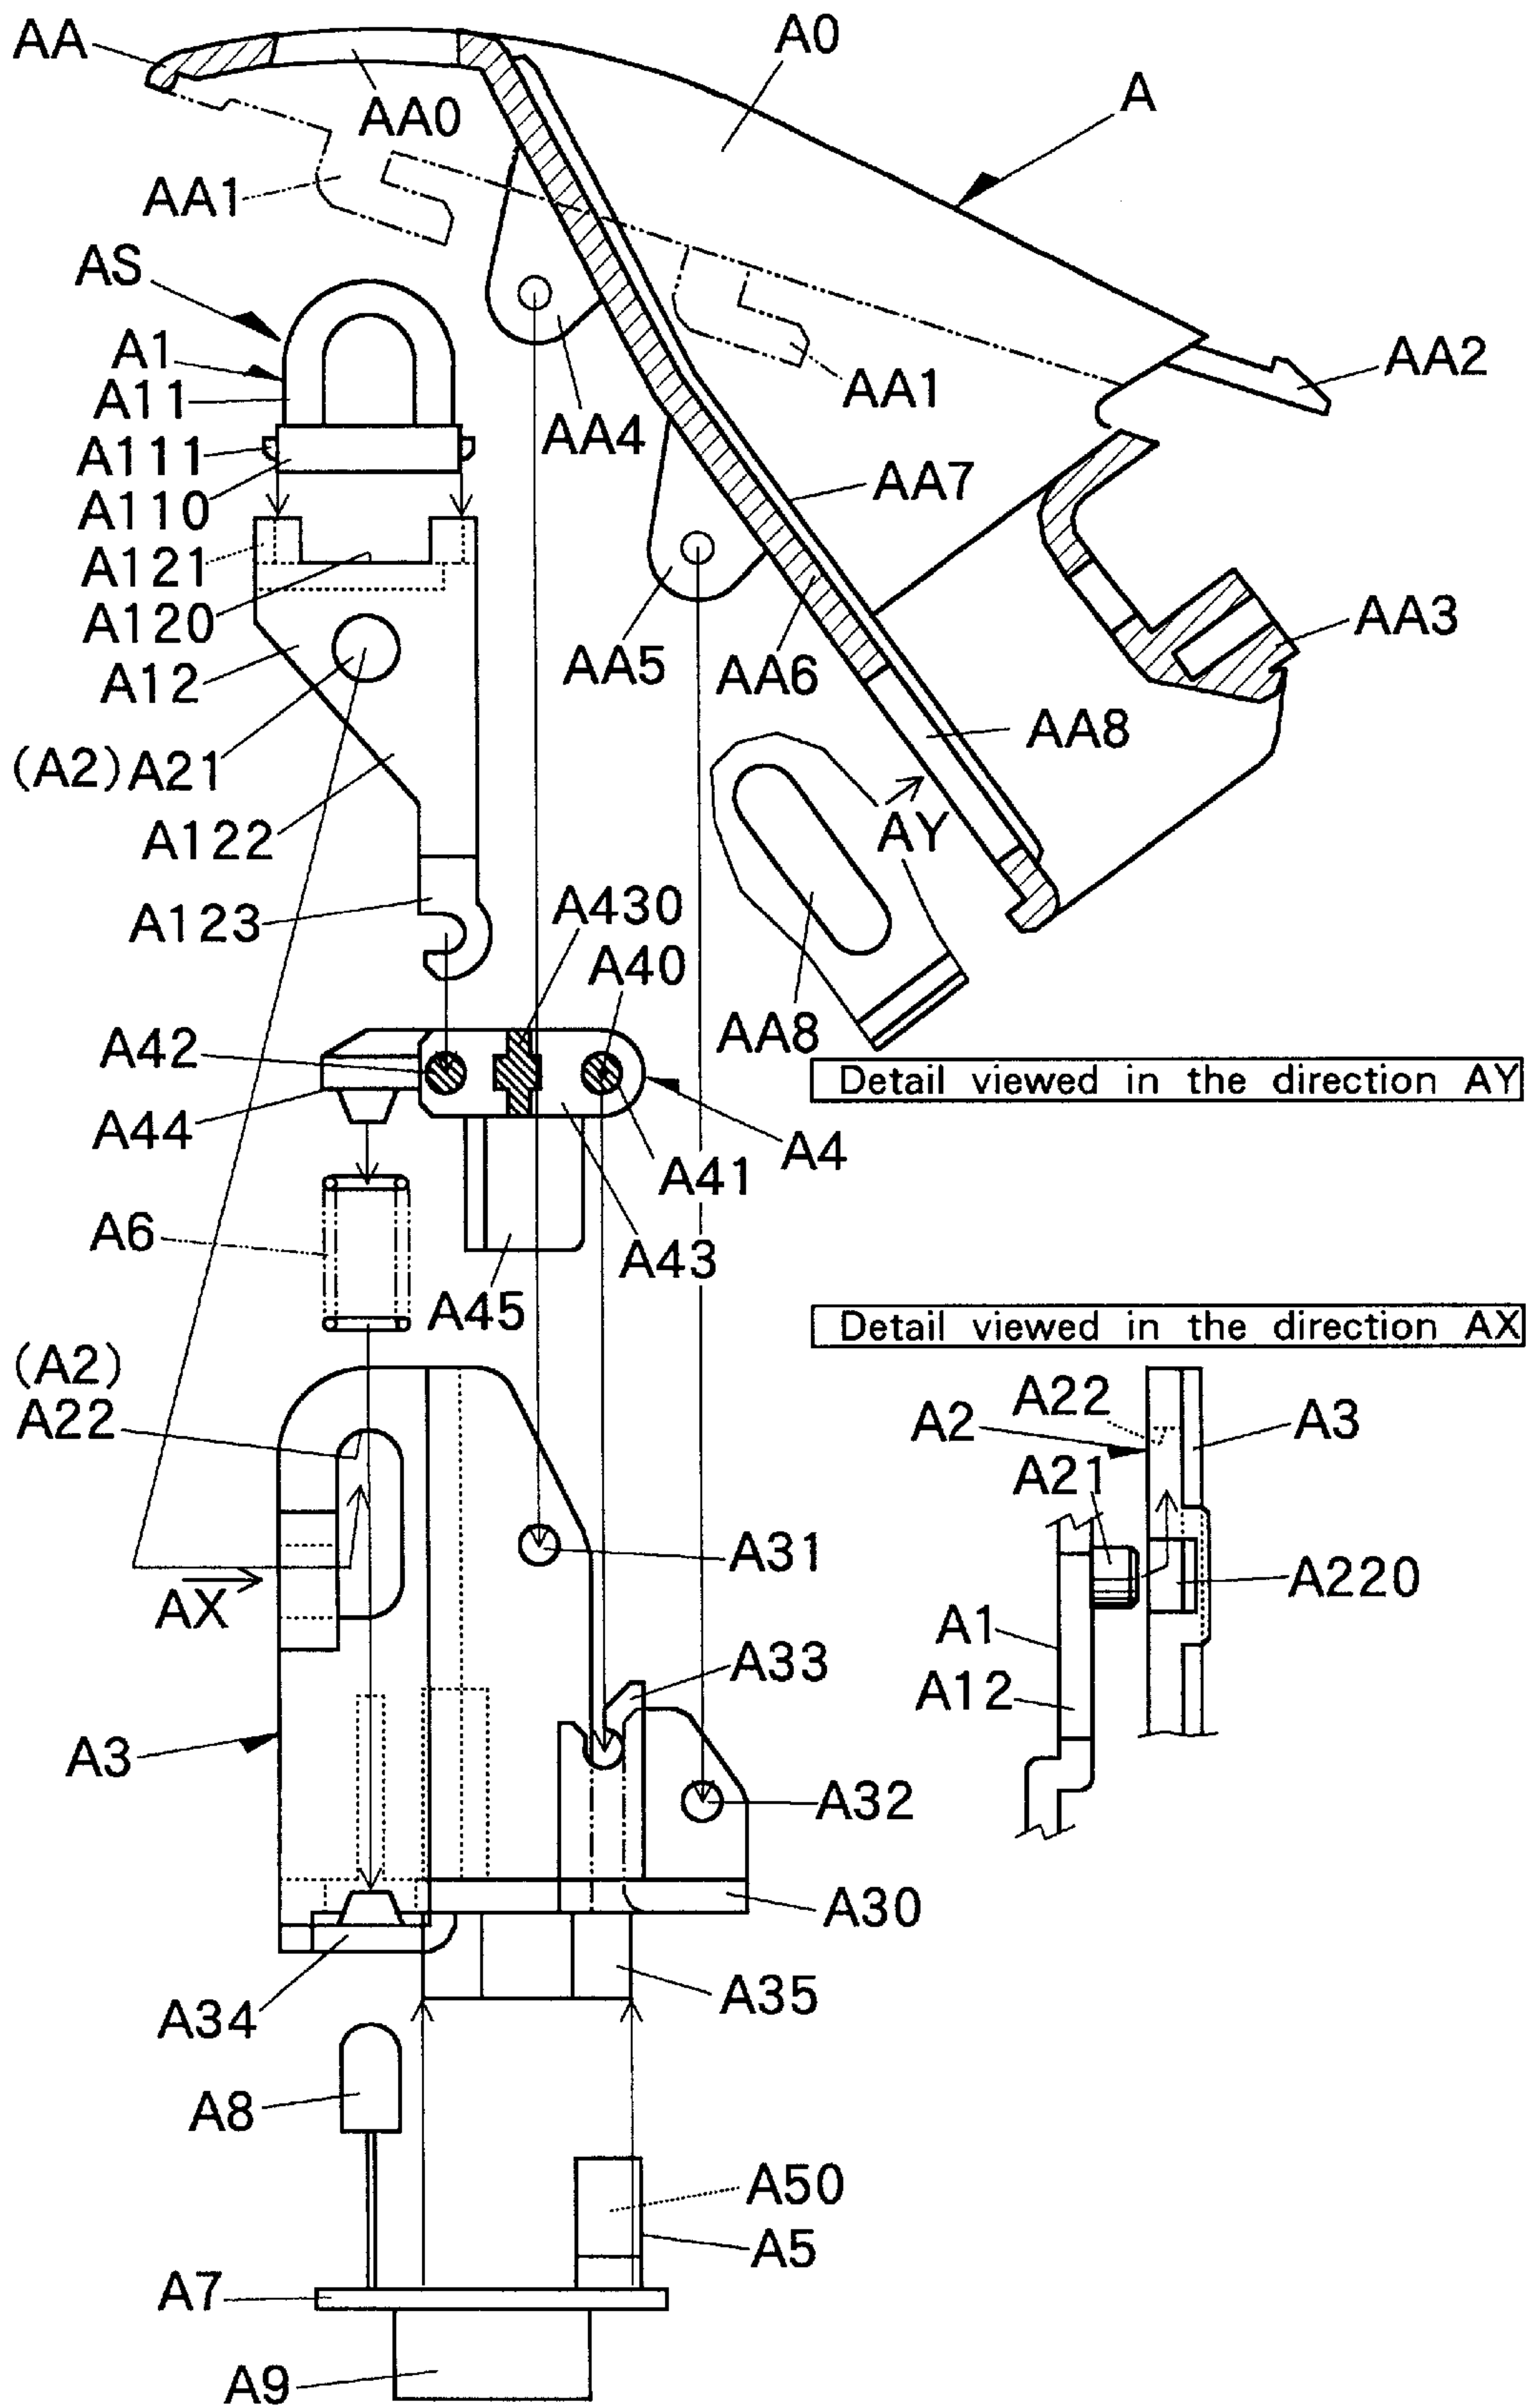 AA
A0
A
AA0
AA1
AS
A1
A11
AA1
AA2
AA4
A111
A110
AA7
A121
A120
AA3
A12
AA5
AA6
AA8
(A2) A21
A122
AY
A123
A430
A40
AA8
A42
Detail viewed in the direction AY
A44
A4
A41
A6
A43
A45
Detail viewed in the direction AX
(A2)
A22
A22
A2
A3
A21
A31
A220
AX
A1
A33
A12
A3
A32
A30
A35
A34
A8
A50
A5
A7
A9